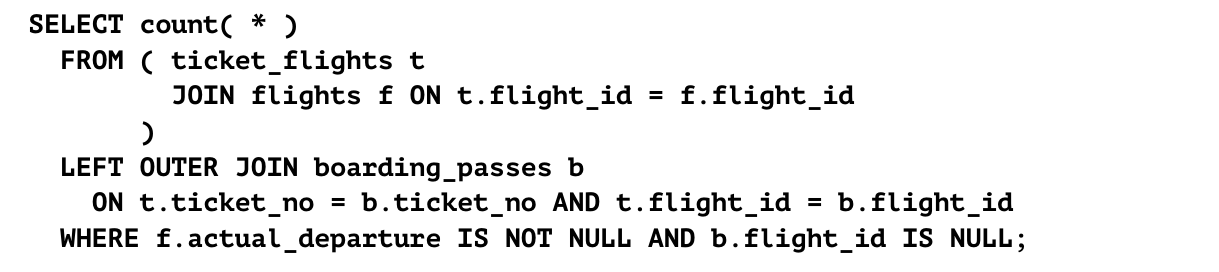 SELECT count( * )
FROM ( ticket_flights t
JOIN flights f ON t.flight_id = f.flight_id
)
LEFT OUTER JOIN boarding_passes b
ON t.ticket_no = b.ticket_no AND t.flight_id = b.flight_id
WHERE f.actual_departure IS NOT NULL AND b.flight_id IS NULL;